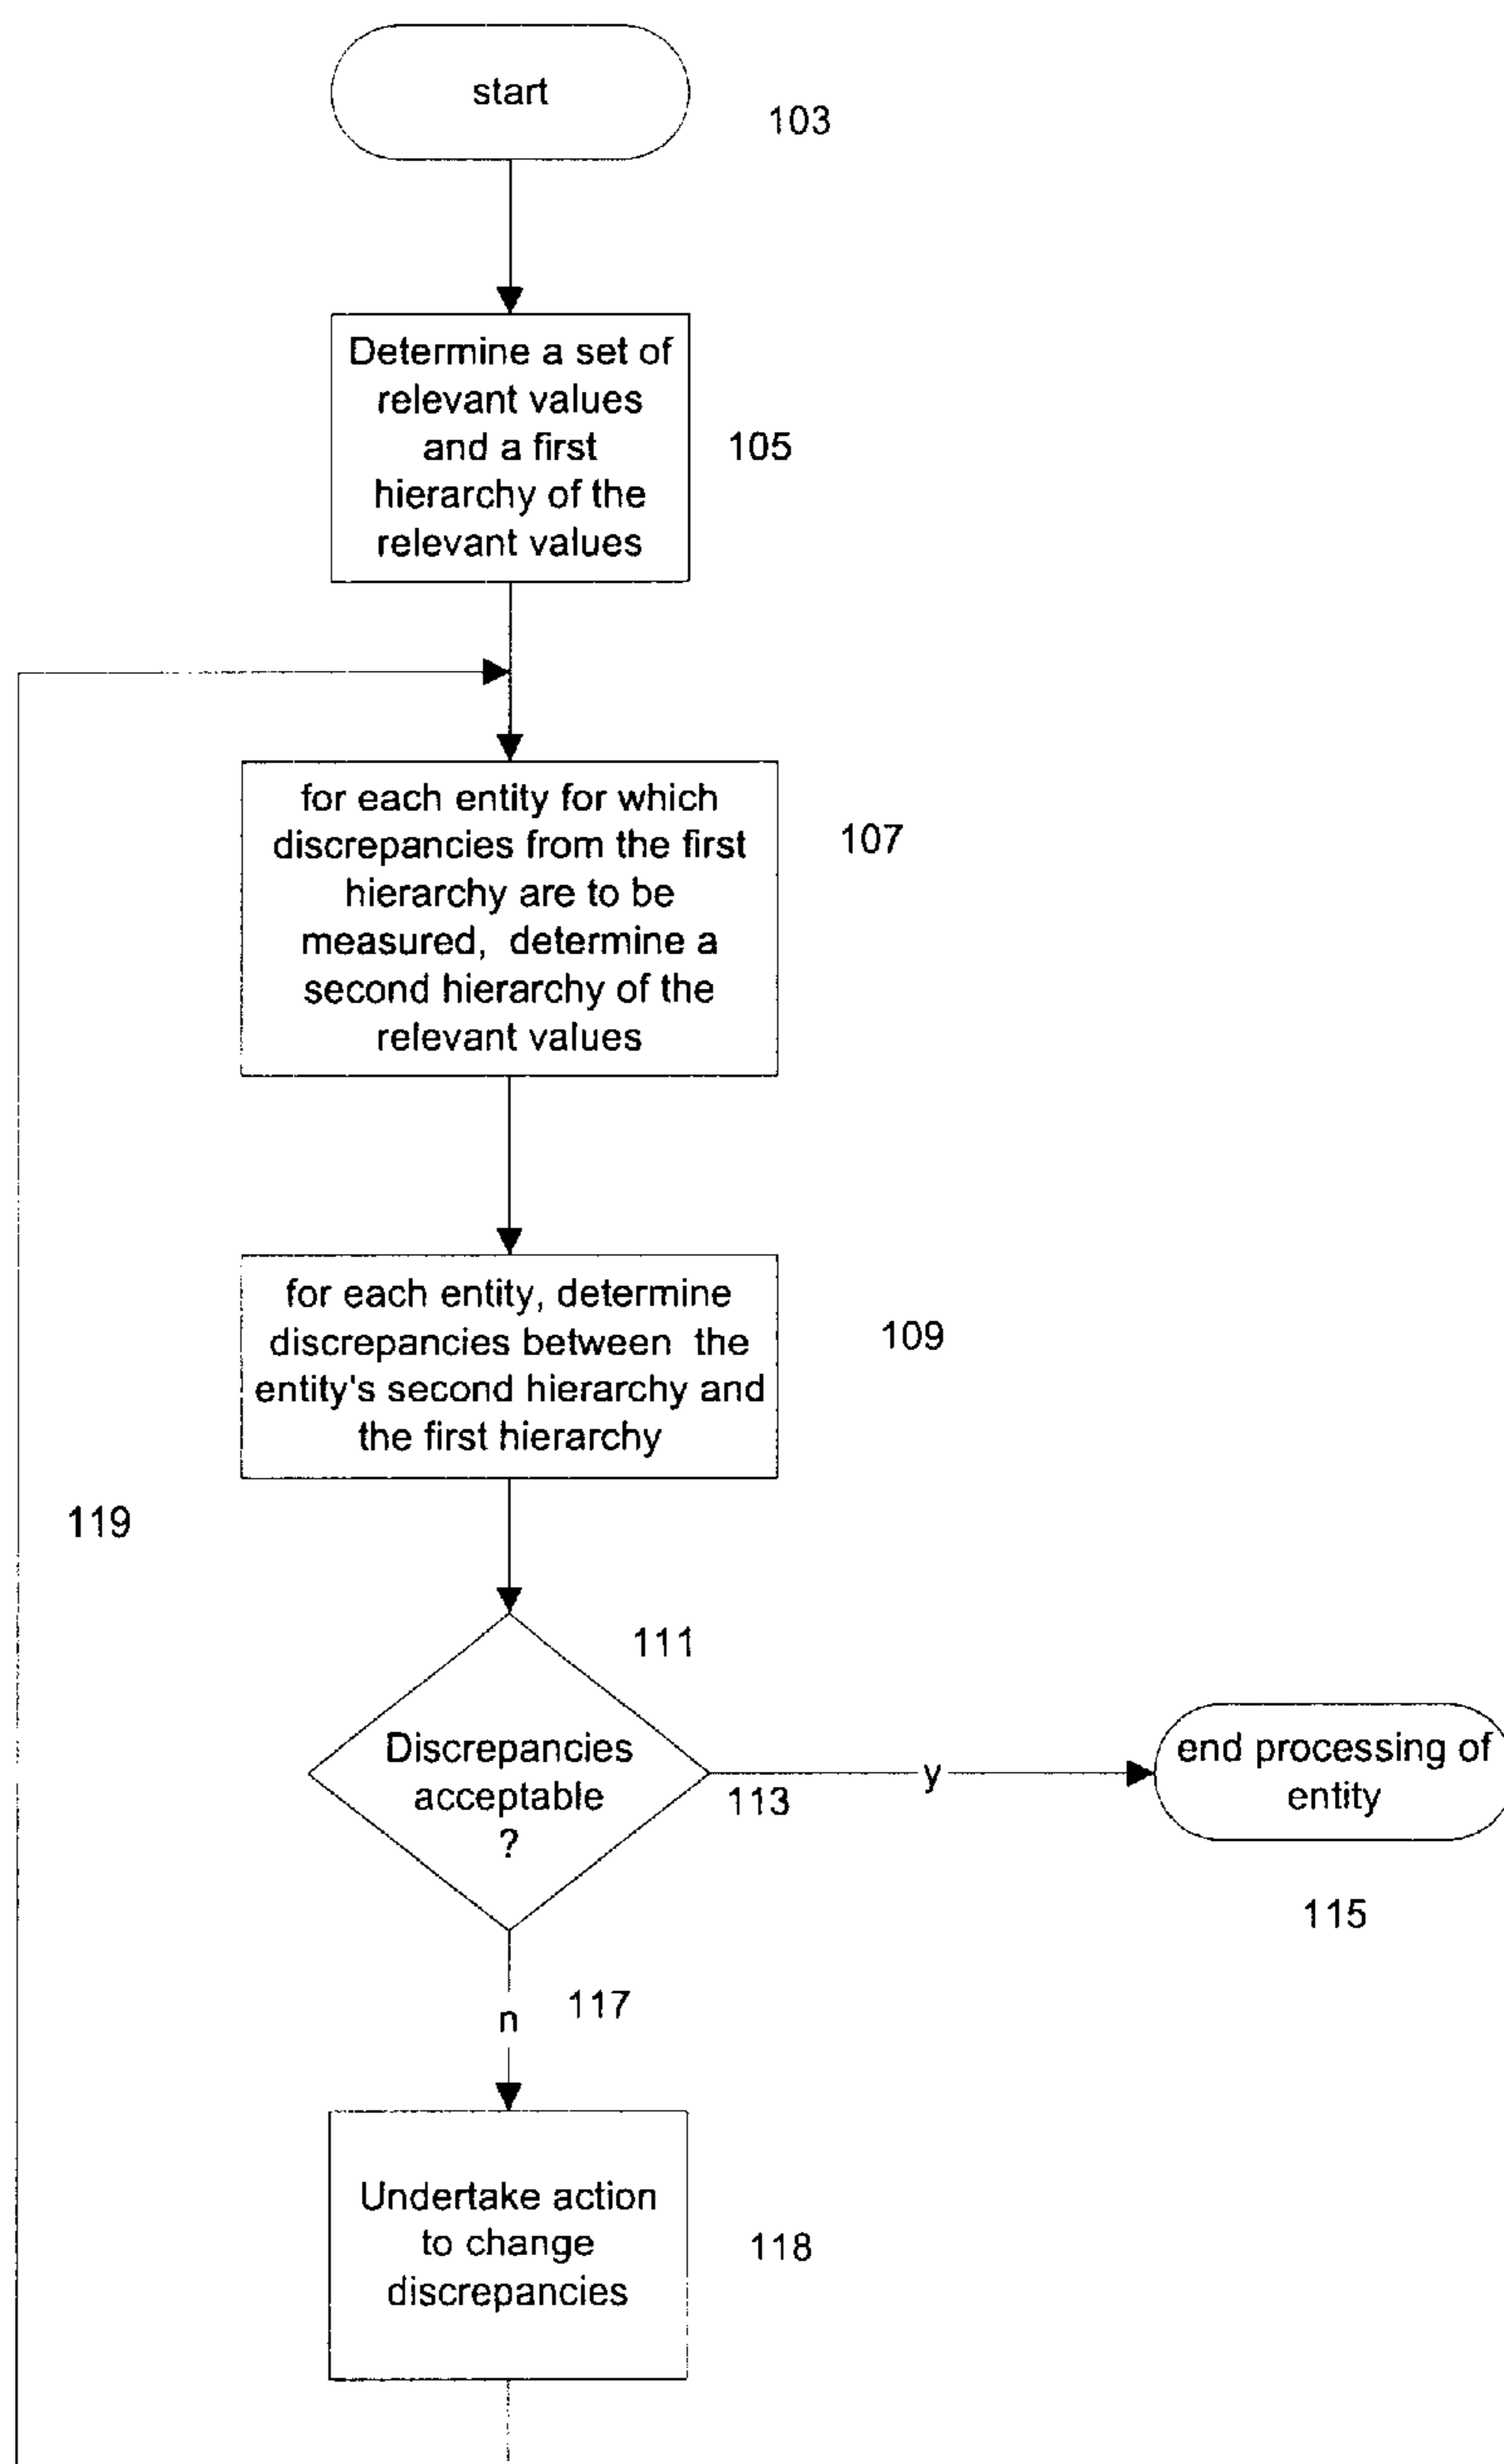 start
103
Determine a set of
relevant values
and a first
hierarchy of the
relevant values
105
for each entity for which
discrepancies from the first
hierarchy are to be
measured, determine a
second hierarchy of the
relevant values
107
for each entity, determine
discrepancies between the
entity's second hierarchy and
the first hierarchy
109
119
111
Discrepancies
acceptable
?
113
y
end processing of
entity
115
117
n
Undertake action
to change
discrepancies
118